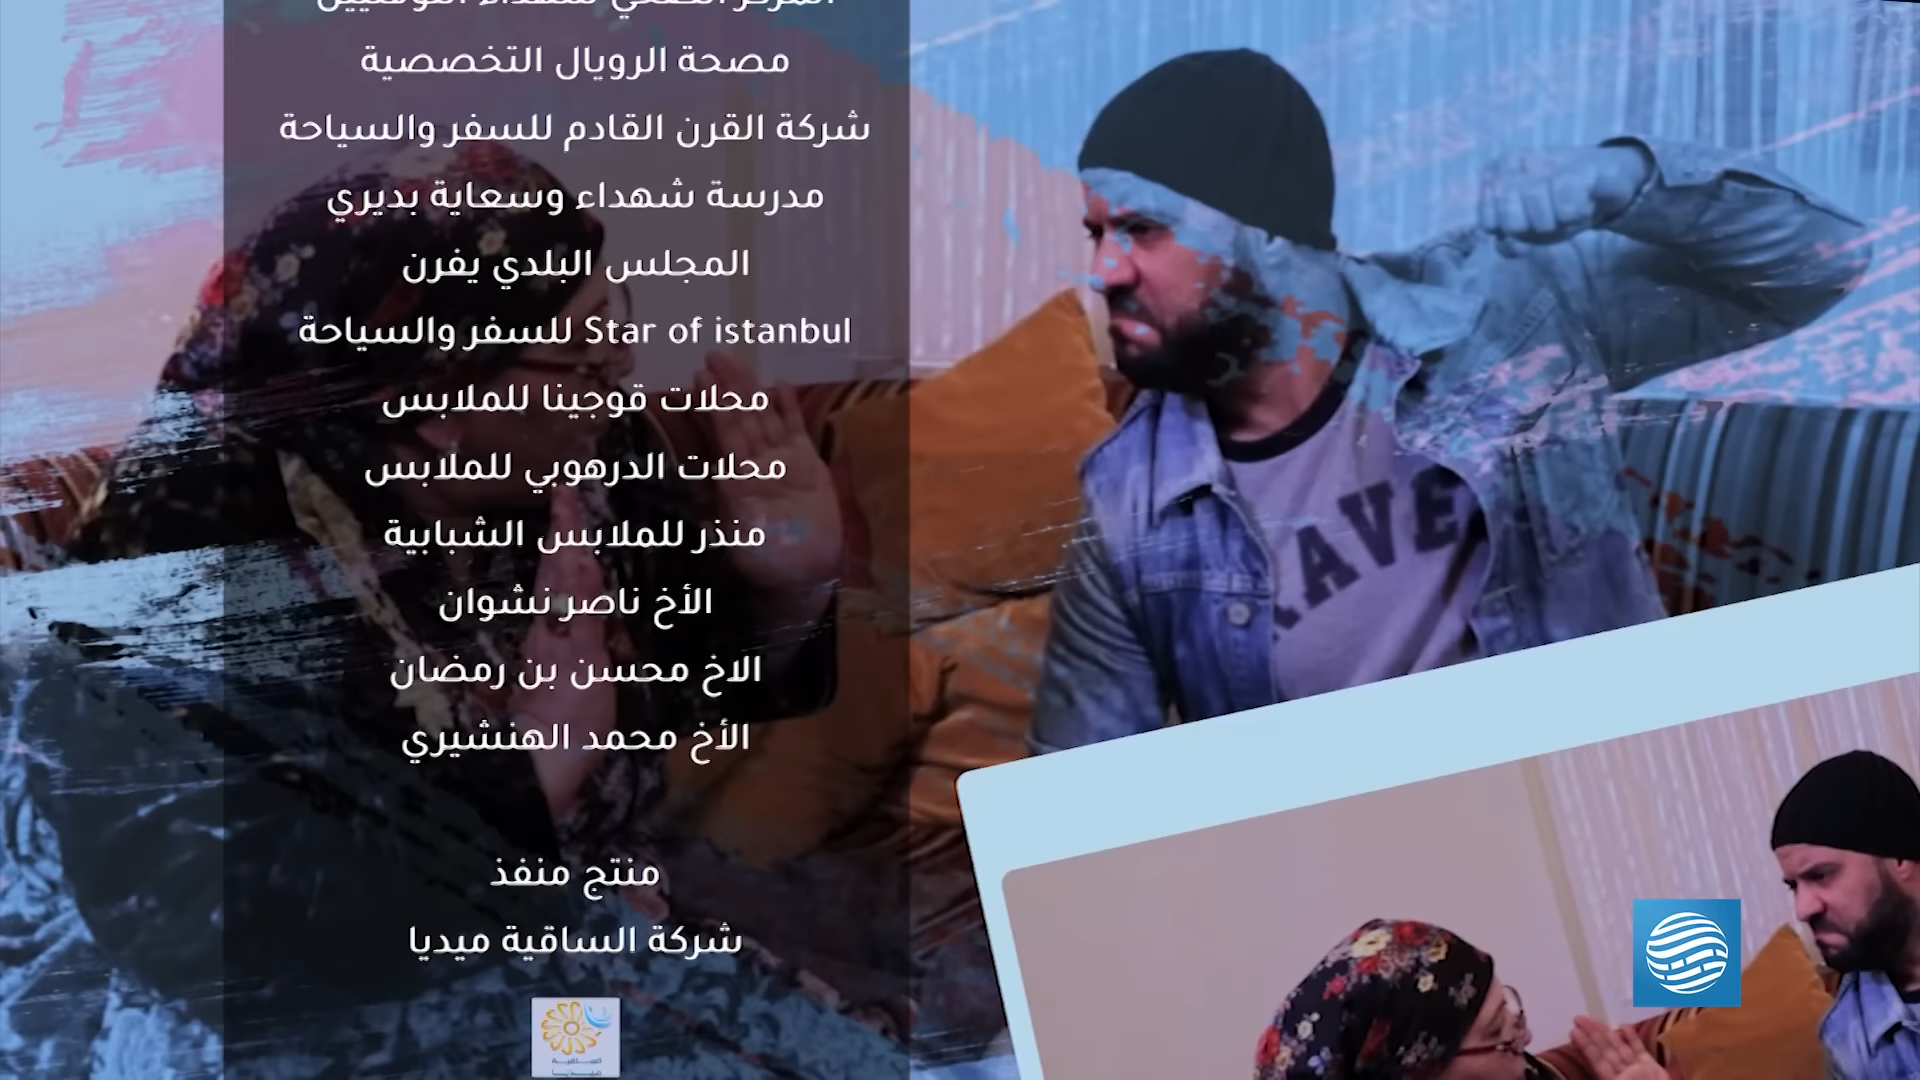 مصحة الرويال التخصصية
شركة القرن القادم للسفر والسياحة
مدرسة شهداء وسعاية بديري
المجلس البلدي يفرن
Star of istanbul للسفر والسياحة
محلات قوجينا للملابس
محلات الدرهوبي للملابس
منذر للملابس الشبابية
الأخ ناصر نشوان
الاخ محسن بن رمضان
الأخ محمد الهنشيري
منتج منفذ
شركة الساقية ميديا
RAVE